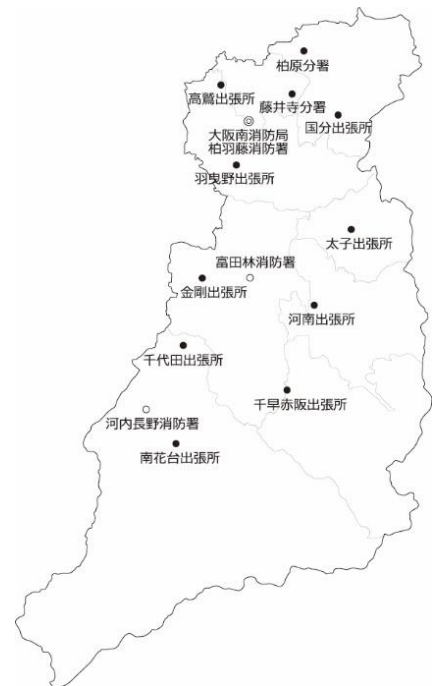 柏原分署
高鷲出張所
藤井寺分署
国分出張所
大阪南消防局
柏羽藤消防署
羽曳野出張所
太子出張所
富田林消防署
金剛出張所
河南出張所
千代田出張所
千早赤阪出張所
河内長野消防署
南花台出張所